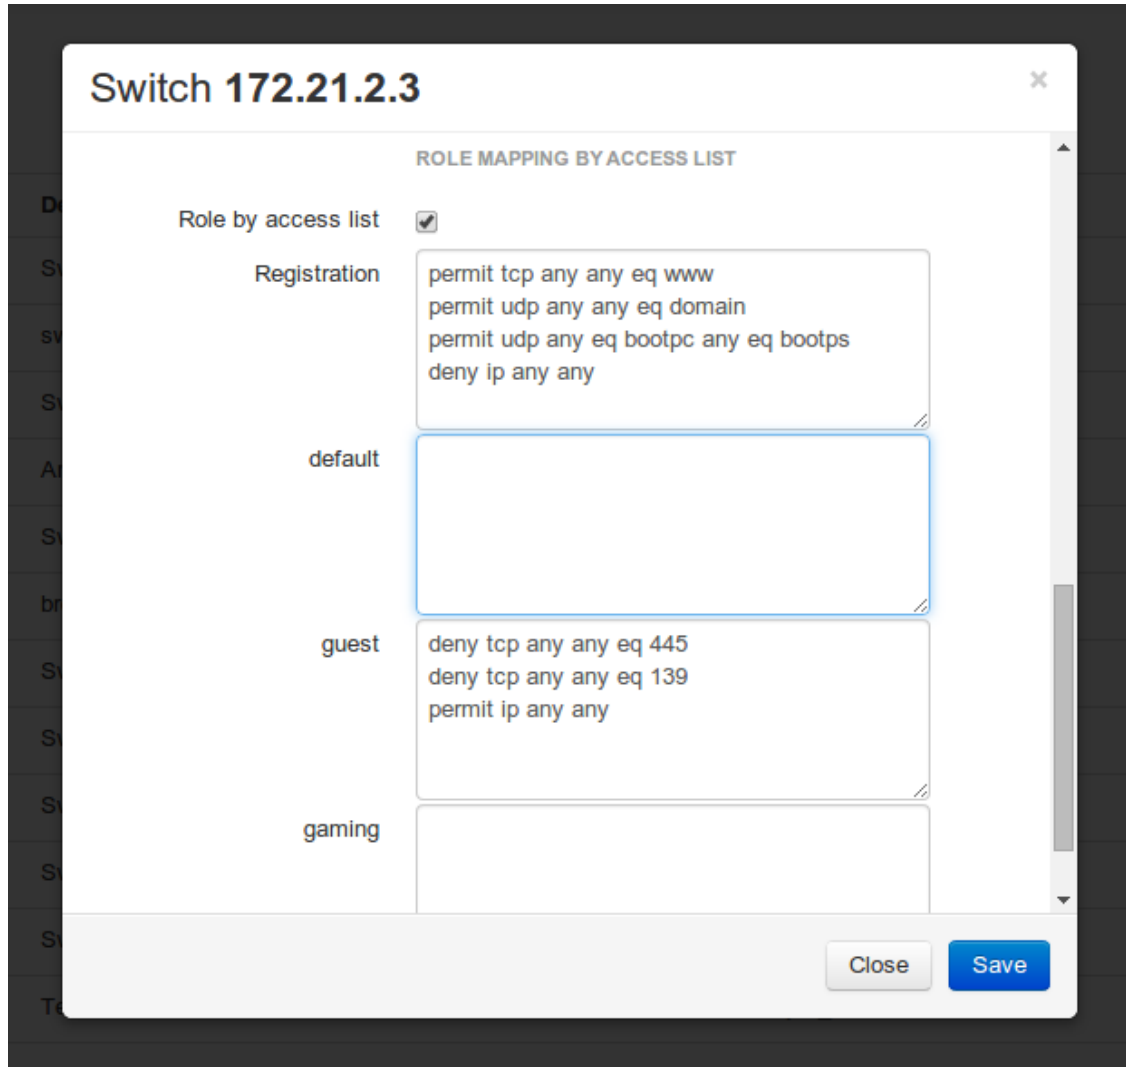 Switch 172.21.2.3
×
ROLE MAPPING BY ACCESS LIST
Role by access list
Registration
permit tcp any any eq www
permit udp any any eq domain
permit udp any eq bootpc any eq bootps
deny ip any any
default
guest
deny tcp any any eq 445
deny tcp any any eq 139
permit ip any any
gaming
Close
Save